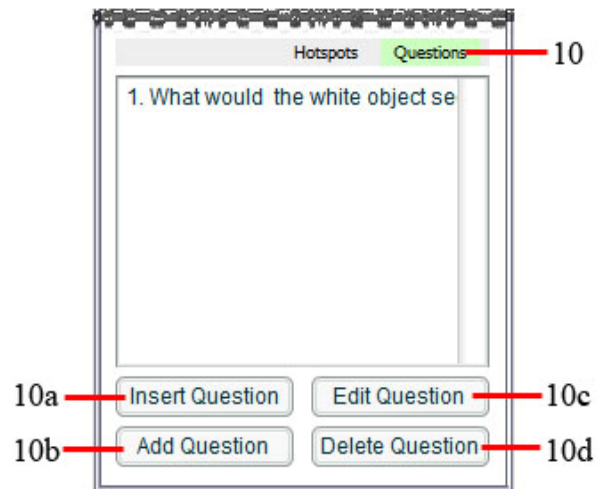 Hotspots Questions 10
1. What would the white object se
10a Insert Question Edit Question 10c
10b Add Question Delete Question 10d